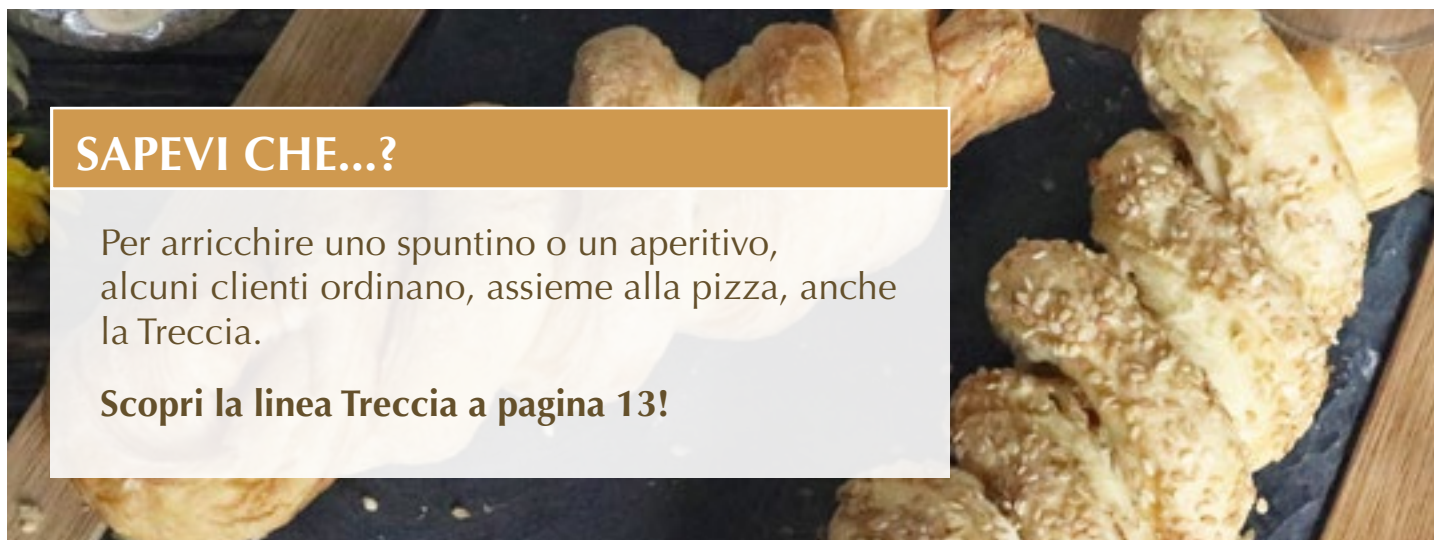 SAPEVI CHE...?
Per arricchire uno spuntino o un aperitivo,
alcuni clienti ordinano, assieme alla pizza, anche
la Treccia.
Scopri la linea Treccia a pagina 13!